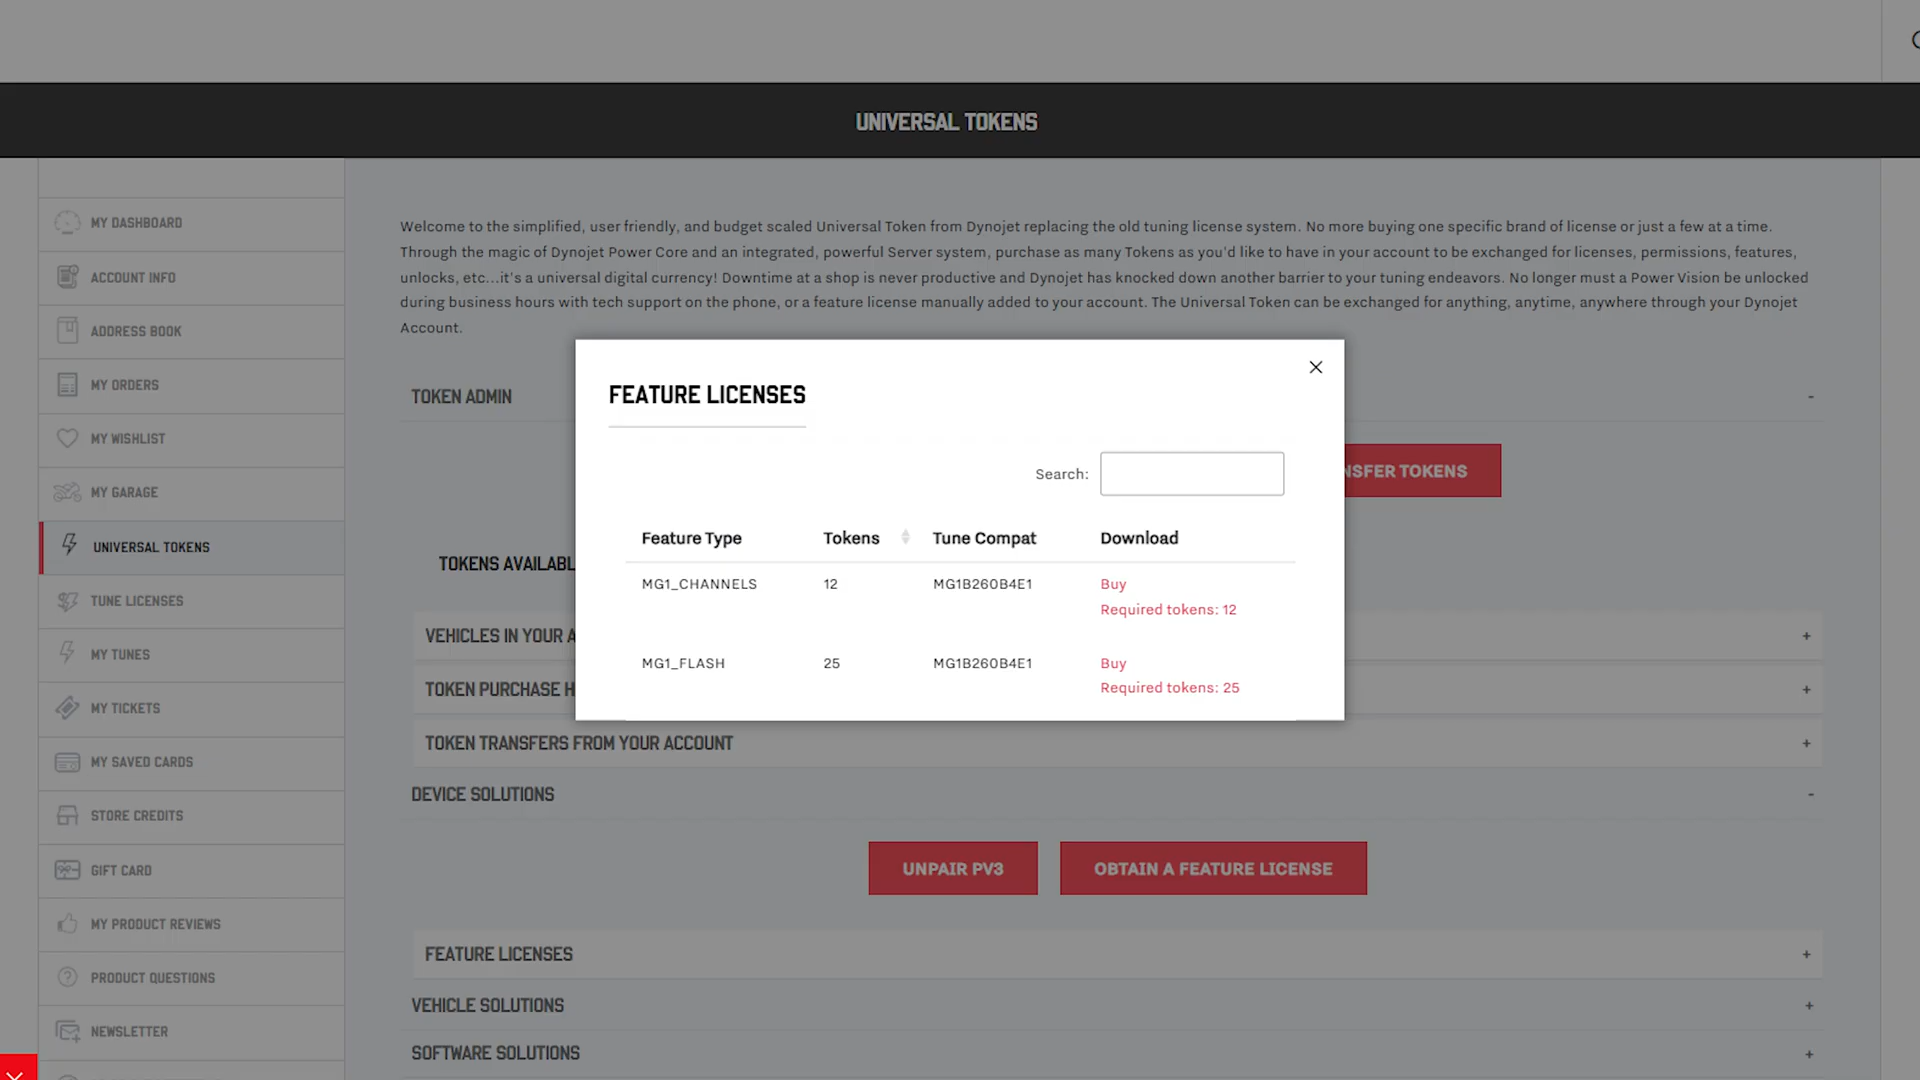 UNIVERSAL TOKENS
MY DASHBOARD
ACCOUNT INFO
ADDRESS BOOK
MY ORDERS
MY WISHLIST
MY GARAGE
UNIVERSAL TOKENS
TUNE LICENSES
MY TUNES
MY TICKETS
MY SAVED CARDS
STORE CREDITS
GIFT CARD
MY PRODUCT REVIEWS
PRODUCT QUESTIONS
NEWSLETTER
Welcome to the simplified, user friendly, and budget scaled Universal Token from Dynojet replacing the old tuning license system. No more buying one specific brand of license or just a few at a time.
Through the magic of Dynojet Power Core and an integrated, powerful Server system, purchase as many Tokens as you'd like to have in your account to be exchanged for licenses, permissions, features,
unlocks, etc...it's a universal digital currency! Downtime at a shop is never productive and Dynojet has knocked down another barrier to your tuning endeavors. No longer must a Power Vision be unlocked
during business hours with tech support on the phone, or a feature license manually added to your account. The Universal Token can be exchanged for anything, anytime, anywhere through your Dynojet
Account.
TOKEN ADMIN -
NSFER TOKENS
TOKENS AVAILABL
VEHICLES IN YOUR A +
TOKEN PURCHASE H +
TOKEN TRANSFERS FROM YOUR ACCOUNT +
FEATURE LICENSES
Search:
Feature Type Tokens Tune Compat Download
MG1_CHANNELS 12 MG1B260B4E1 Buy
Required tokens: 12
MG1_FLASH 25 MG1B260B4E1 Buy
Required tokens: 25
DEVICE SOLUTIONS -
UNPAIR PV3 OBTAIN A FEATURE LICENSE
FEATURE LICENSES +
VEHICLE SOLUTIONS +
SOFTWARE SOLUTIONS +